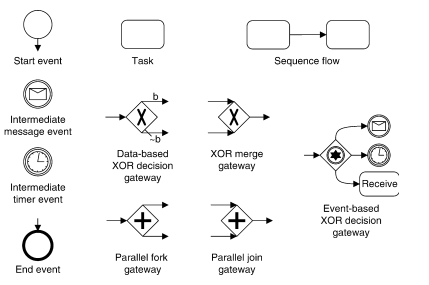 Start event
Task
Sequence flow
Intermediate
message event
b
~b
Data-based
XOR decision
gateway
XOR merge
gateway
Intermediate
timer event
Receive
Event-based
XOR decision
gateway
End event
Parallel fork
gateway
Parallel join
gateway